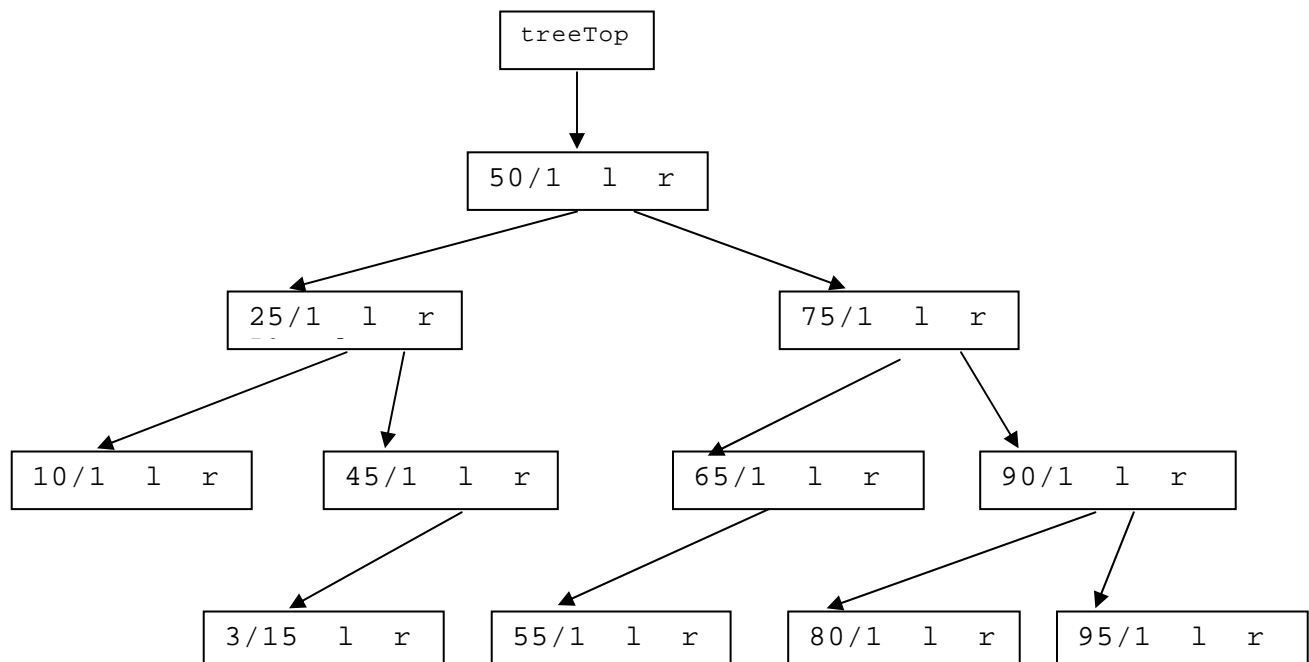 treeTop
50/1 l r
25/1 l r
75/1 l r
10/1 l r
45/1 l r
65/1 l r
90/1 l r
3/15 l r
55/1 l r
80/1 l r
95/1 l r